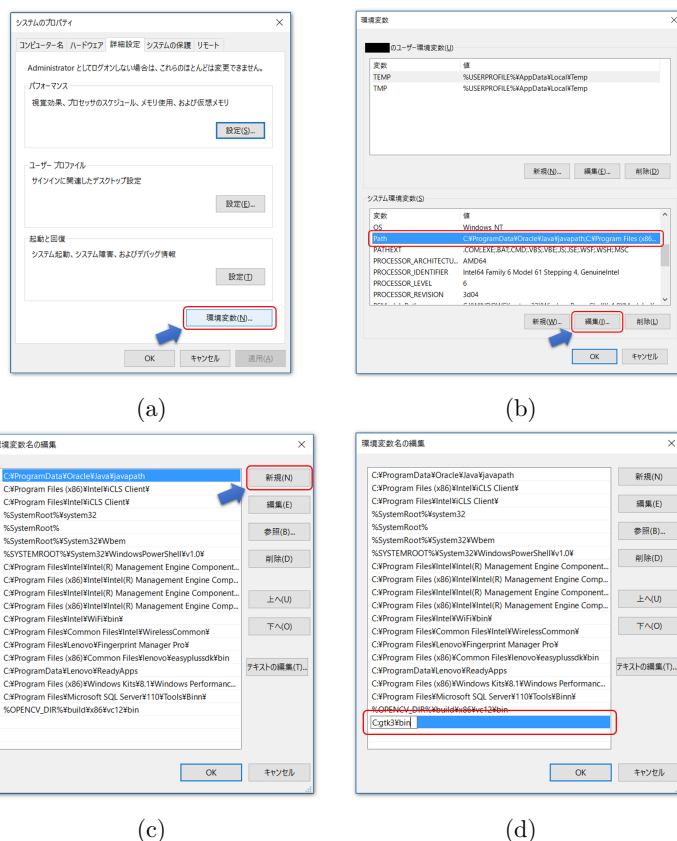 システムのプロパティ
コンピューター名 ハードウェア 詳細設定 システムの保護 リモート
Administrator としてログオンしない場合は、これらのほとんどは変更できません。
パフォーマンス
視覚効果、プロセッサのスケジュール、メモリ使用、および仮想メモリ
設定(S)...
ユーザー プロファイル
サインインに関連したデスクトップ設定
設定(E)...
起動と回復
システム起動、システム障害、およびデバッグ情報
設定(T)
環境変数(N)...
OK キャンセル 適用(A)
(a)
環境変数
のユーザー環境変数(U)
変数 値
TEMP %USERPROFILE%¥AppData¥Local¥Temp
TMP %USERPROFILE%¥AppData¥Local¥Temp
新規(N)... 編集(E)... 削除(D)
システム環境変数(S)
変数 値
OS Windows_NT
Path C:¥ProgramData¥Oracle¥Java¥javapath;C:¥Program Files (x86...
PATHEXT .COM;.EXE;.BAT;.CMD;.VBS;.VBE;.JS;.JSE;.WSF;.WSH;.MSC
PROCESSOR_ARCHITECTU... AMD64
PROCESSOR_IDENTIFIER Intel64 Family 6 Model 61 Stepping 4, GenuineIntel
PROCESSOR_LEVEL 6
PROCESSOR_REVISION 3d04
新規(W)... 編集(I)... 削除(L)
OK キャンセル
(b)
環境変数名の編集
C:¥ProgramData¥Oracle¥Java¥javapath
C:¥Program Files (x86)¥Intel¥iCLS Client¥
C:¥Program Files¥Intel¥iCLS Client¥
%SystemRoot%¥system32
%SystemRoot%
%SystemRoot%¥System32¥Wbem
%SYSTEMROOT%¥System32¥WindowsPowerShell¥v1.0¥
C:¥Program Files¥Intel¥Intel(R) Management Engine Component...
C:¥Program Files (x86)¥Intel¥Intel(R) Management Engine Comp...
C:¥Program Files¥Intel¥Intel(R) Management Engine Component...
C:¥Program Files (x86)¥Intel¥Intel(R) Management Engine Comp...
C:¥Program Files¥Intel¥WiFi¥bin¥
C:¥Program Files¥Common Files¥Intel¥WirelessCommon¥
C:¥Program Files¥Lenovo¥Fingerprint Manager Pro¥
C:¥Program Files (x86)¥Common Files¥lenovo¥easyplussdk¥bin
C:¥ProgramData¥Lenovo¥ReadyApps
C:¥Program Files (x86)¥Windows Kits¥8.1¥Windows Performanc...
C:¥Program Files¥Microsoft SQL Server¥110¥Tools¥Binn¥
%OPENCV_DIR%¥build¥x86¥vc12¥bin
新規(N)
編集(E)
参照(B)...
削除(D)
上へ(U)
下へ(O)
テキストの編集(T)...
OK キャンセル
(c)
環境変数名の編集
C:¥ProgramData¥Oracle¥Java¥javapath
C:¥Program Files (x86)¥Intel¥iCLS Client¥
C:¥Program Files¥Intel¥iCLS Client¥
%SystemRoot%¥system32
%SystemRoot%
%SystemRoot%¥System32¥Wbem
%SYSTEMROOT%¥System32¥WindowsPowerShell¥v1.0¥
C:¥Program Files¥Intel¥Intel(R) Management Engine Component...
C:¥Program Files (x86)¥Intel¥Intel(R) Management Engine Comp...
C:¥Program Files¥Intel¥Intel(R) Management Engine Component...
C:¥Program Files (x86)¥Intel¥Intel(R) Management Engine Comp...
C:¥Program Files¥Intel¥WiFi¥bin¥
C:¥Program Files¥Common Files¥Intel¥WirelessCommon¥
C:¥Program Files¥Lenovo¥Fingerprint Manager Pro¥
C:¥Program Files (x86)¥Common Files¥lenovo¥easyplussdk¥bin
C:¥ProgramData¥Lenovo¥ReadyApps
C:¥Program Files (x86)¥Windows Kits¥8.1¥Windows Performanc...
C:¥Program Files¥Microsoft SQL Server¥110¥Tools¥Binn¥
%OPENCV_DIR%¥build¥x86¥vc12¥bin
C:gtk3¥bin
新規(N)
編集(E)
参照(B)...
削除(D)
上へ(U)
下へ(O)
テキストの編集(T)...
OK キャンセル
(d)